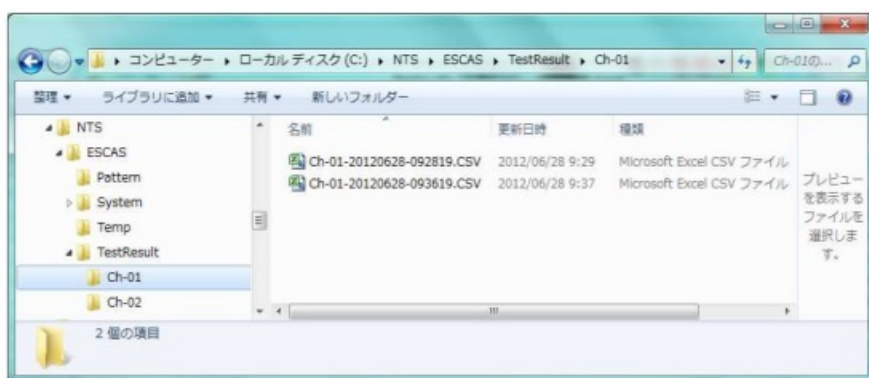 コンピューター ▸ ローカル ディスク (C:) ▸ NTS ▸ ESCAS ▸ TestResult ▸ Ch-01
Ch-01の...
整理 ライブラリに追加 共有 新しいフォルダー
NTS
ESCAS
Pattern
System
Temp
TestResult
Ch-01
Ch-02
名前 更新日時 種類
Ch-01-20120628-092819.CSV 2012/06/28 9:29 Microsoft Excel CSV ファイル
Ch-01-20120628-093619.CSV 2012/06/28 9:37 Microsoft Excel CSV ファイル
プレビュー
を表示する
ファイルを
選択しま
す。
2 個の項目